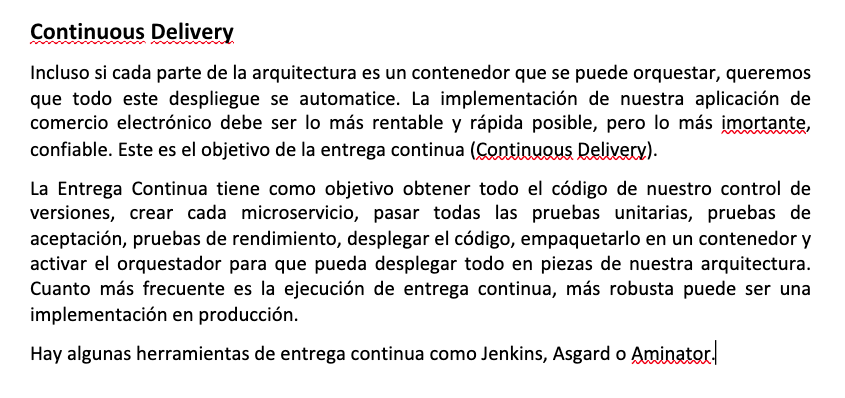 Continuous Delivery
Incluso si cada parte de la arquitectura es un contenedor que se puede orquestar, queremos
que todo este despliegue se automatice. La implementación de nuestra aplicación de
comercio electrónico debe ser lo más rentable y rápida posible, pero lo más imortante,
confiable. Este es el objetivo de la entrega continua (Continuous Delivery).
La Entrega Continua tiene como objetivo obtener todo el código de nuestro control de
versiones, crear cada microservicio, pasar todas las pruebas unitarias, pruebas de
aceptación, pruebas de rendimiento, desplegar el código, empaquetarlo en un contenedor y
activar el orquestador para que pueda desplegar todo en piezas de nuestra arquitectura.
Cuanto más frecuente es la ejecución de entrega continua, más robusta puede ser una
implementación en producción.
Hay algunas herramientas de entrega continua como Jenkins, Asgard o Aminator.